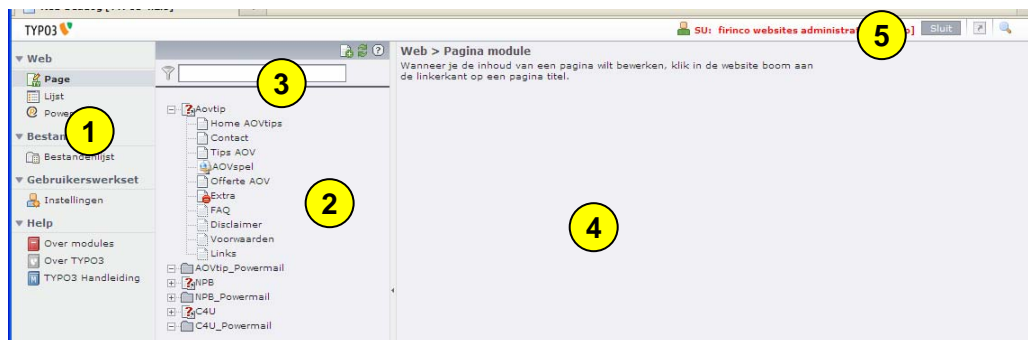 TYPO3
SU: firinco websites
Sluit
Web
Page
Lijst
Bestandenlijst
Gebruikerswerkset
Instellingen
Help
Over modules
Over TYPO3
TYPO3 Handleiding
1
3
Aovtip
Home AOVtips
Contact
Tips AOV
AOVspel
Offerte AOV
Extra
FAQ
Disclaimer
Voorwaarden
Links
AOVtip_Powermail
NPB
NPB_Powermail
C4U
C4U_Powermail
2
Web > Pagina module
Wanneer je de inhoud van een pagina wilt bewerken, klik in de website boom aan
de linkerkant op een pagina titel.
4
5